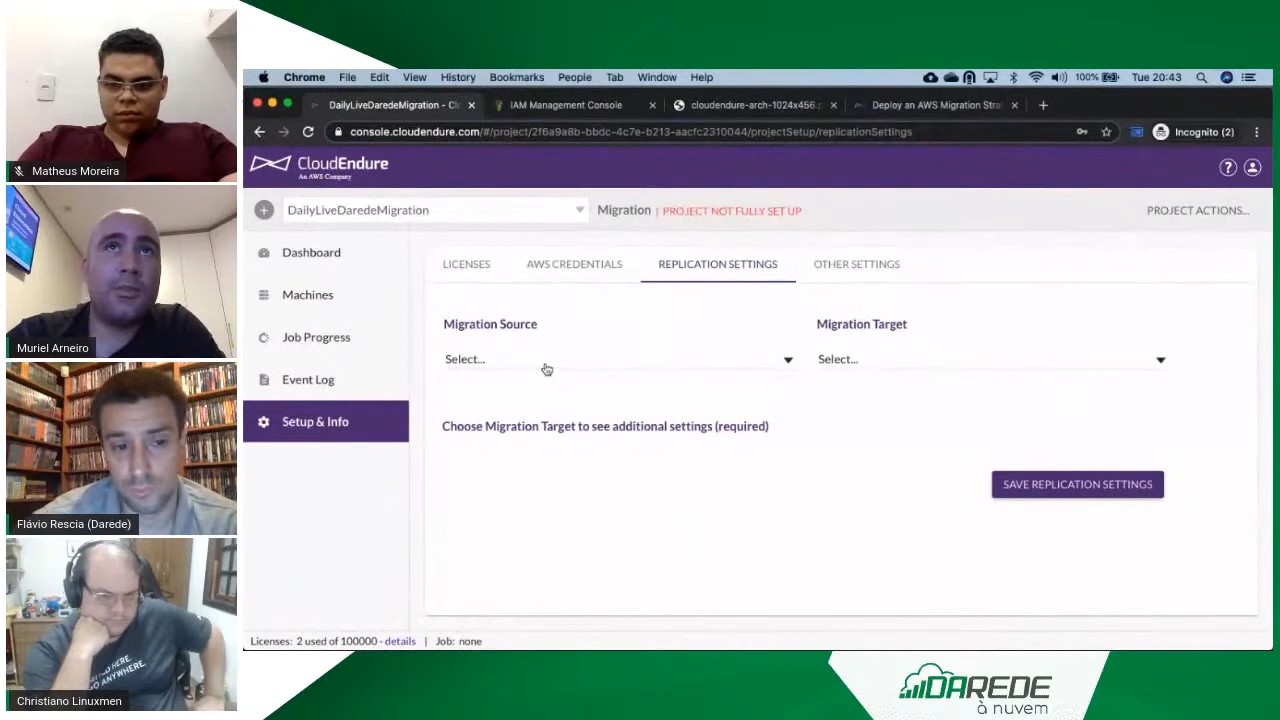 Matheus Moreira
Muriel Arneiro
Flávio Rescia (Darede)
Christiano Linuxmen
Chrome File Edit View History Bookmarks People Tab Window Help
100% Tue 20:43
DailyLiveDaredeMigration - Clo
IAM Management Console
cloudendure-arch-1024x456.p
Deploy an AWS Migration Stra
console.cloudendure.com/#/project/2f6a9a8b-bbdc-4c7e-b213-aacfc2310044/projectSetup/replicationSettings
Incognito (2)
CloudEndure
An AWS Company
DailyLiveDaredeMigration
Migration | PROJECT NOT FULLY SET UP
PROJECT ACTIONS...
Dashboard
Machines
Job Progress
Event Log
Setup & Info
LICENSES
AWS CREDENTIALS
REPLICATION SETTINGS
OTHER SETTINGS
Migration Source
Migration Target
Select...
Select...
Choose Migration Target to see additional settings (required)
SAVE REPLICATION SETTINGS
Licenses: 2 used of 100000 - details | Job: none
DAREDE
à nuvem